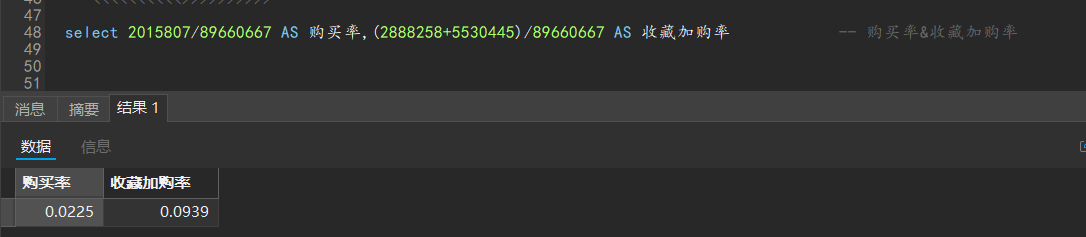 47
48 select 2015807/89660667 AS 购买率,(2888258+5530445)/89660667 AS 收藏加购率 -- 购买率&收藏加购率
49
50
51
消息 摘要 结果 1
数据 信息
购买率 收藏加购率
0.0225 0.0939